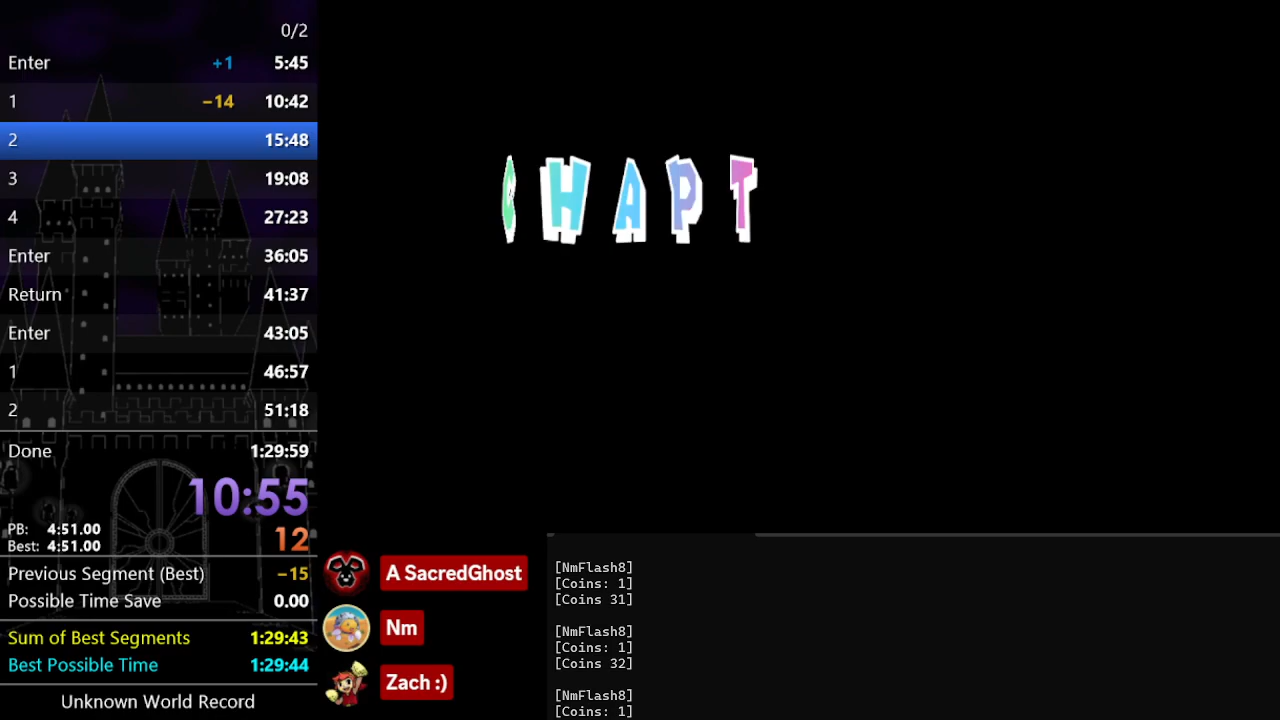 0/2
Enter +1 5:45
1 −14 10:42
2 15:48
3 19:08
4 27:23
Enter 36:05
Return 41:37
Enter 43:05
1 46:57
2 51:18
Done 1:29:59
10:55
PB: 4:51.00
Best: 4:51.00
12
Previous Segment (Best) −15
Possible Time Save 0.00
Sum of Best Segments 1:29:43
Best Possible Time 1:29:44
Unknown World Record
CHAPT
A SacredGhost
Nm
Zach :)
[NmFlash8]
[Coins: 1]
[Coins 31]
[NmFlash8]
[Coins: 1]
[Coins 32]
[NmFlash8]
[Coins: 1]